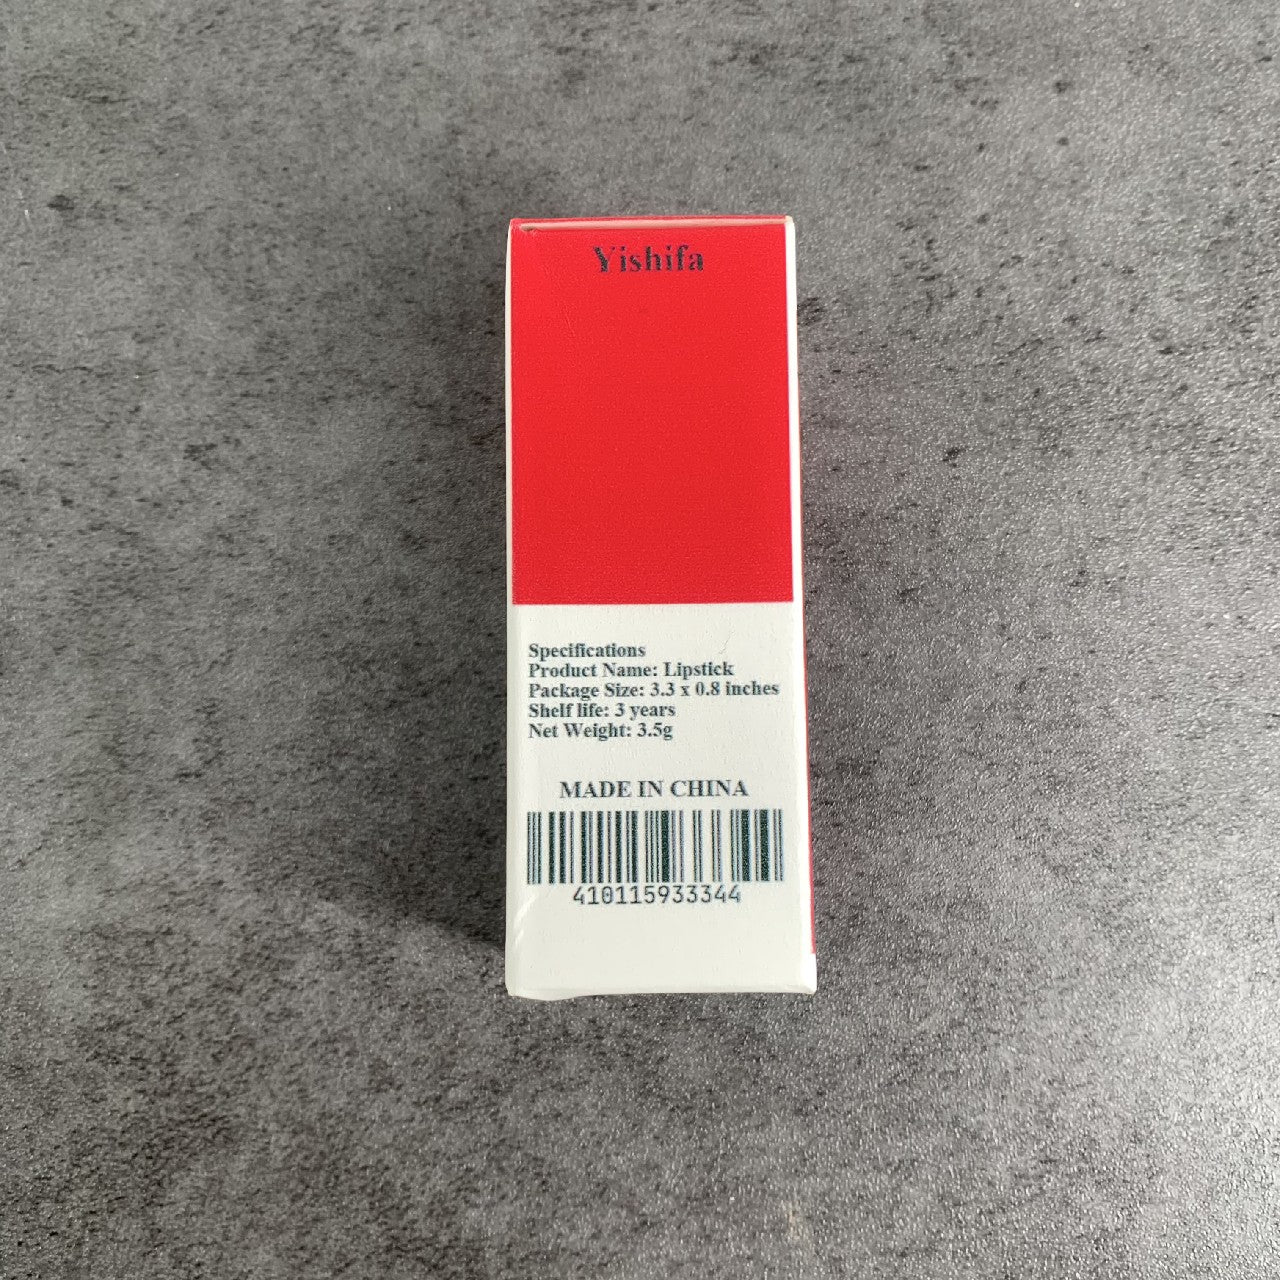 Yishifa
Specifications
Product Name: Lipstick
Package Size: 3.3 x 0.8 inches
Shelf life: 3 years
Net Weight: 3.5g
MADE IN CHINA
410115933344